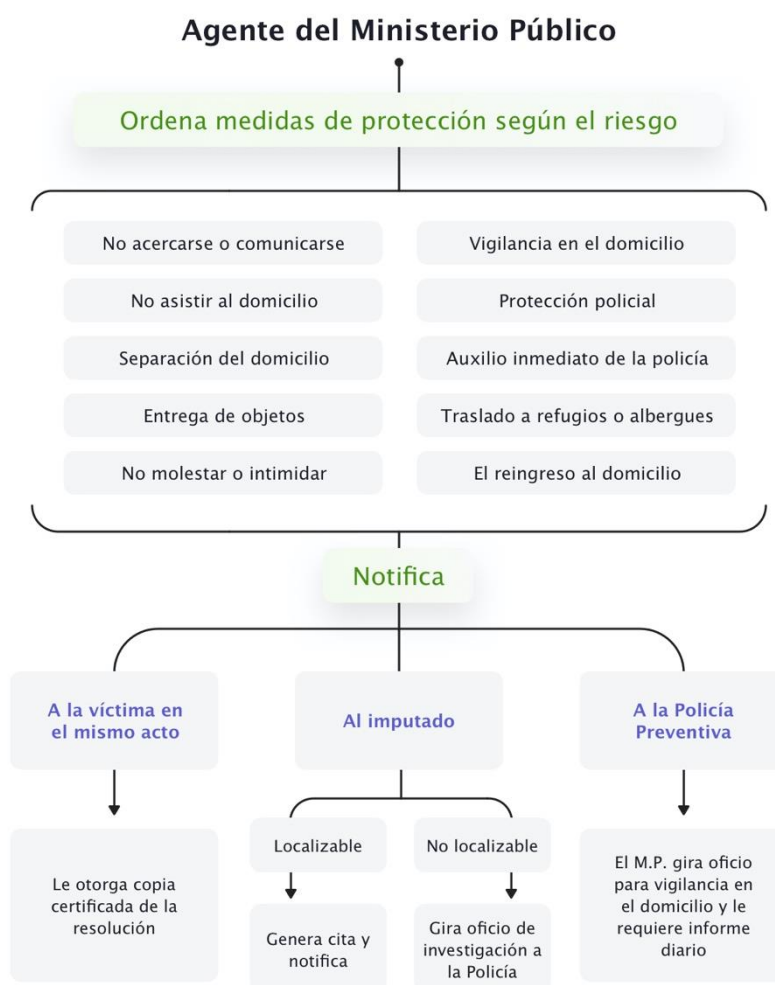 Agente del Ministerio Público
Ordena medidas de protección según el riesgo
No acercarse o comunicarse
Vigilancia en el domicilio
No asistir al domicilio
Protección policial
Separación del domicilio
Auxilio inmediato de la policía
Entrega de objetos
Traslado a refugios o albergues
No molestar o intimidar
El reingreso al domicilio
Notifica
A la víctima en
el mismo acto
Al imputado
A la Policía
Preventiva
Le otorga copia
certificada de la
resolución
Localizable
No localizable
Genera cita y
notifica
Gira oficio de
investigación a
la Policía
El M.P. gira oficio
para vigilancia en
el domicilio y le
requiere informe
diario